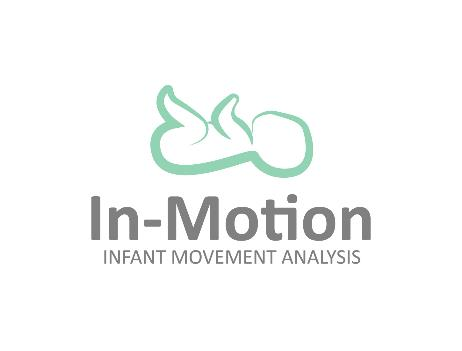 In-Motion
INFANT MOVEMENT ANALYSIS